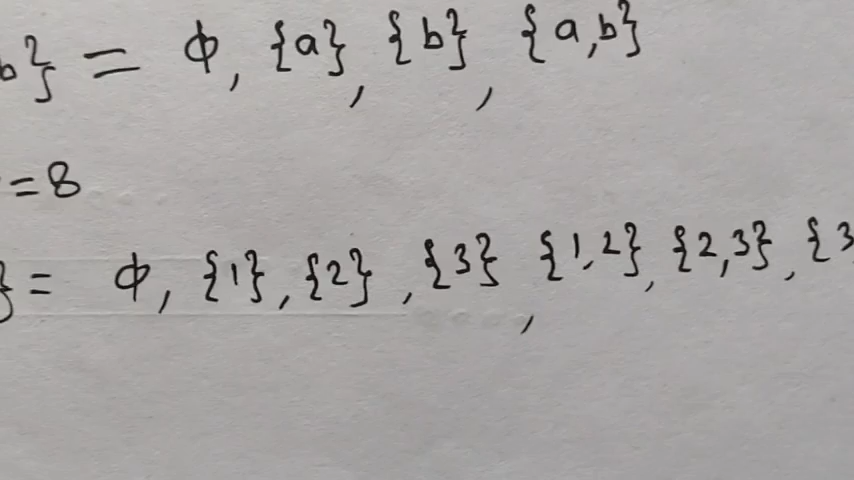 b} = Φ, {a}, {b}, {a,b}
=8
} = Φ, {1}, {2}, {3}, {1,2}, {2,3}, {3